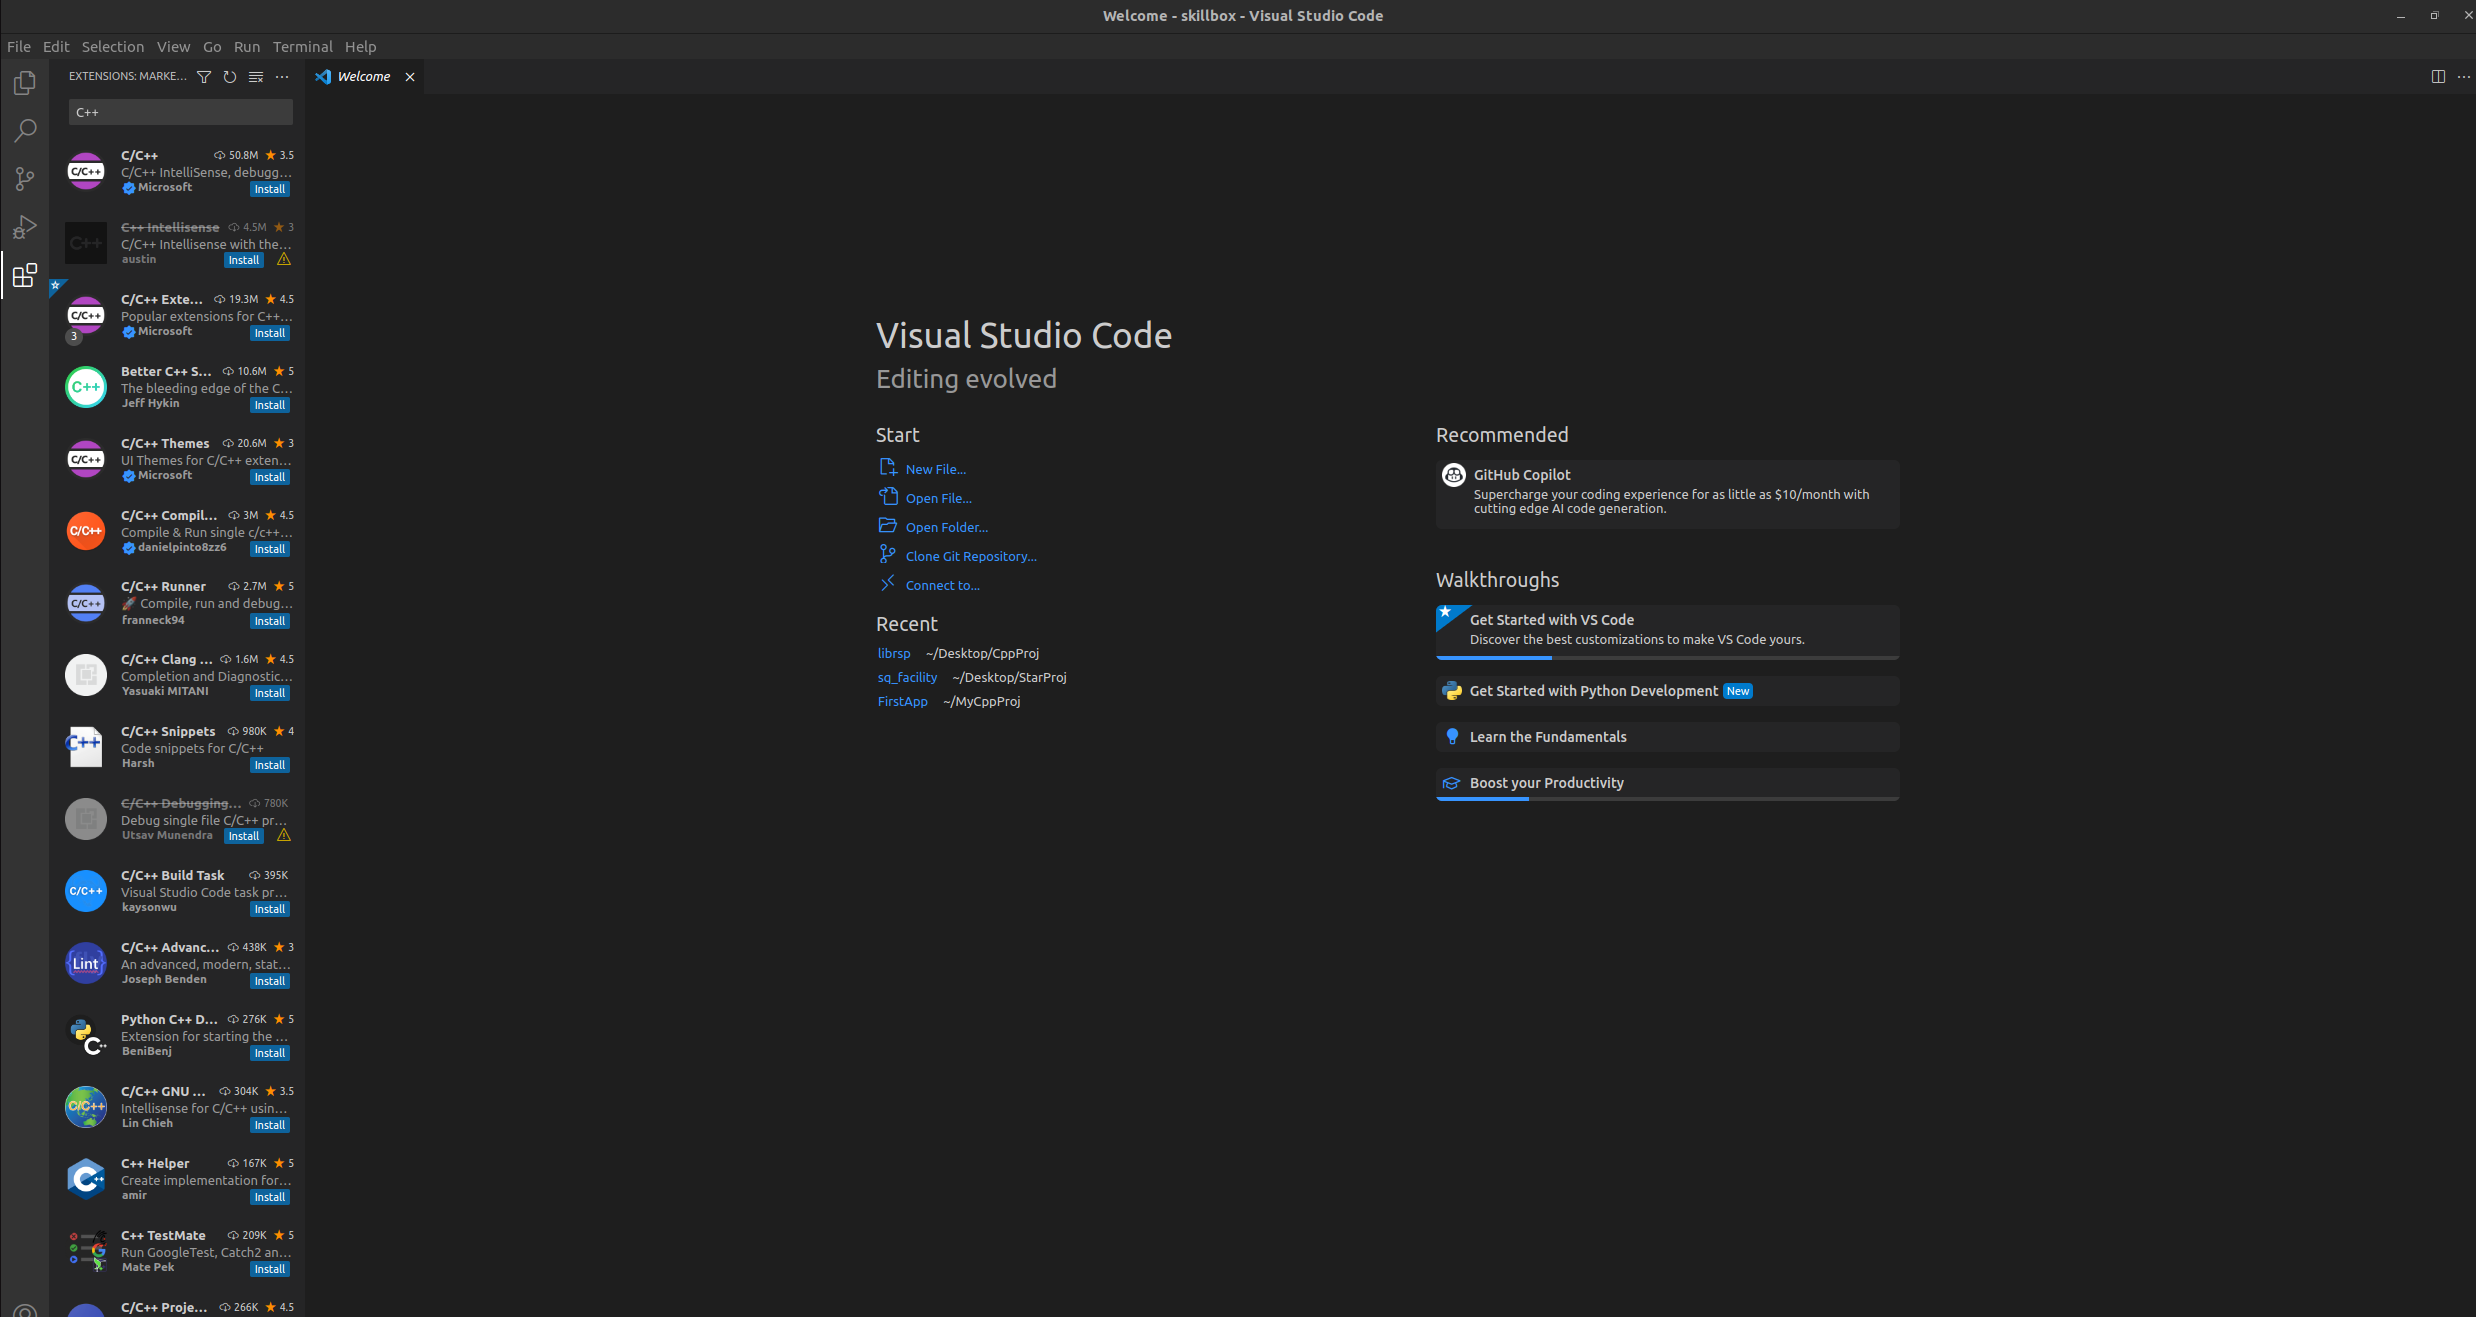 Welcome - skillbox - Visual Studio Code
File Edit Selection View Go Run Terminal Help
EXTENSIONS: MARKE...
Welcome
C++
C/C++ 50.8M 3.5
C/C++ IntelliSense, debugg...
Microsoft Install
C++ Intellisense 4.5M 3
C/C++ Intellisense with the...
austin Install
C/C++ Exte... 19.3M 4.5
Popular extensions for C++...
Microsoft Install
3
Better C++ S... 10.6M 5
The bleeding edge of the C...
Jeff Hykin Install
C/C++ Themes 20.6M 3
UI Themes for C/C++ exten...
Microsoft Install
C/C++ Compil... 3M 4.5
Compile & Run single c/c++...
danielpinto8zz6 Install
C/C++ Runner 2.7M 5
🚀 Compile, run and debug...
franneck94 Install
C/C++ Clang ... 1.6M 4.5
Completion and Diagnostic...
Yasuaki MITANI Install
C/C++ Snippets 980K 4
Code snippets for C/C++
Harsh Install
C/C++ Debugging... 780K
Debug single file C/C++ pr...
Utsav Munendra Install
C/C++ Build Task 395K
Visual Studio Code task pr...
kaysonwu Install
C/C++ Advanc... 438K 3
An advanced, modern, stat...
Joseph Benden Install
Python C++ D... 276K 5
Extension for starting the ...
BeniBenj Install
C/C++ GNU ... 304K 3.5
Intellisense for C/C++ usin...
Lin Chieh Install
C++ Helper 167K 5
Create implementation for...
amir Install
C++ TestMate 209K 5
Run GoogleTest, Catch2 an...
Mate Pek Install
C/C++ Proje... 266K 4.5
C/C++
C++
C/C++
C++
C/C++
C/C++
C/C++
C++
C/C++
{Lint}
C++
C/C++
C++
Visual Studio Code
Editing evolved
Start
New File...
Open File...
Open Folder...
Clone Git Repository...
Connect to...
Recent
librsp ~/Desktop/CppProj
sq_facility ~/Desktop/StarProj
FirstApp ~/MyCppProj
Recommended
GitHub Copilot
Supercharge your coding experience for as little as $10/month with
cutting edge AI code generation.
Walkthroughs
Get Started with VS Code
Discover the best customizations to make VS Code yours.
Get Started with Python Development New
Learn the Fundamentals
Boost your Productivity